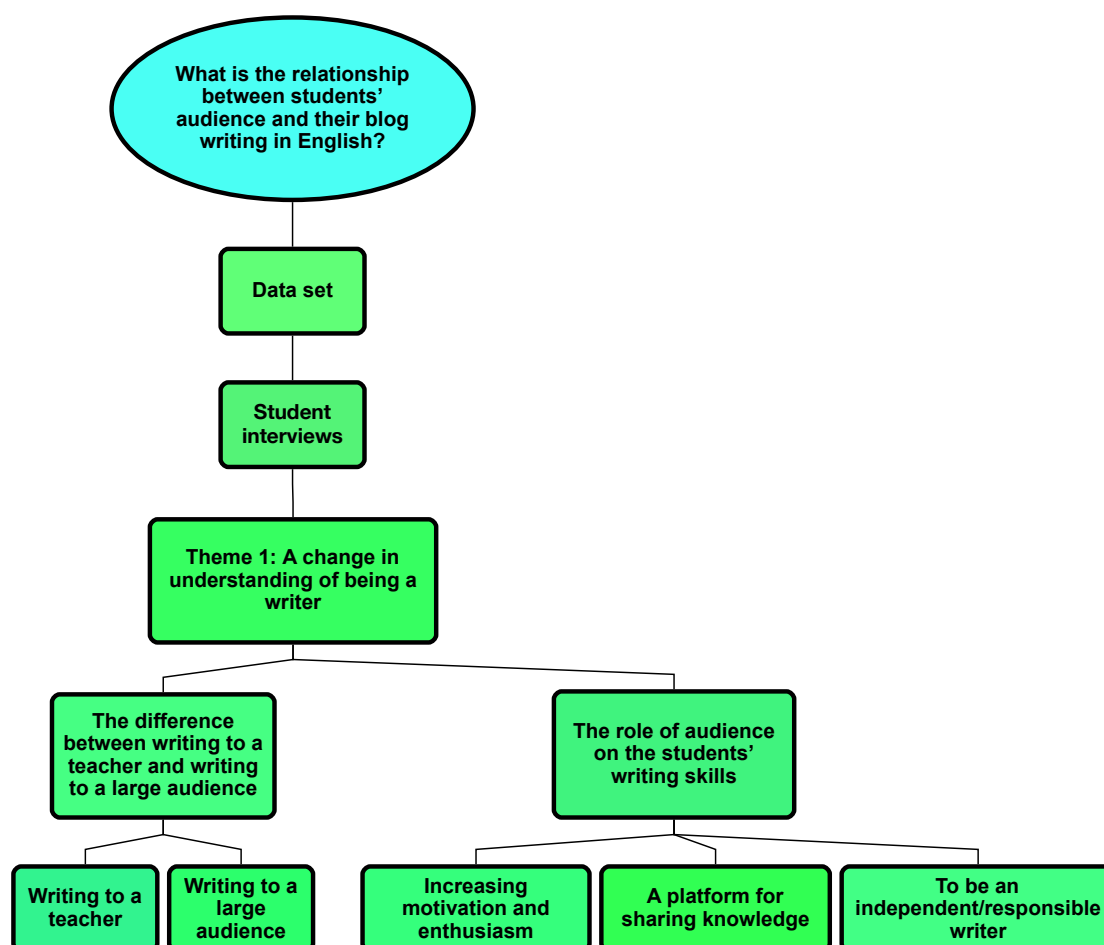 What is the relationship
between students’
audience and their blog
writing in English?
Data set
Student
interviews
Theme 1: A change in
understanding of being a
writer
The difference
between writing to a
teacher and writing
to a large audience
The role of audience
on the students’
writing skills
Writing to a
teacher
Writing to a
large
audience
Increasing
motivation and
enthusiasm
A platform for
sharing knowledge
To be an
independent/responsible
writer